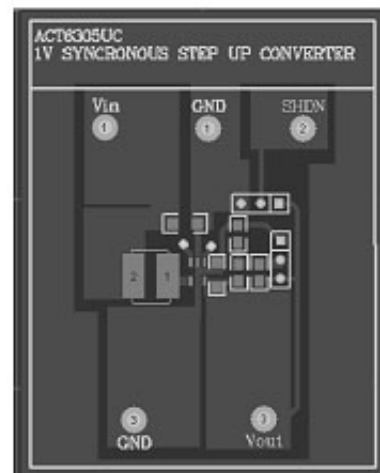 ACT6305UC
1V SYNCRONOUS STEP UP CONVERTER
Vin GND SHDN
1 1 2
2 1
3 3
GND Vout